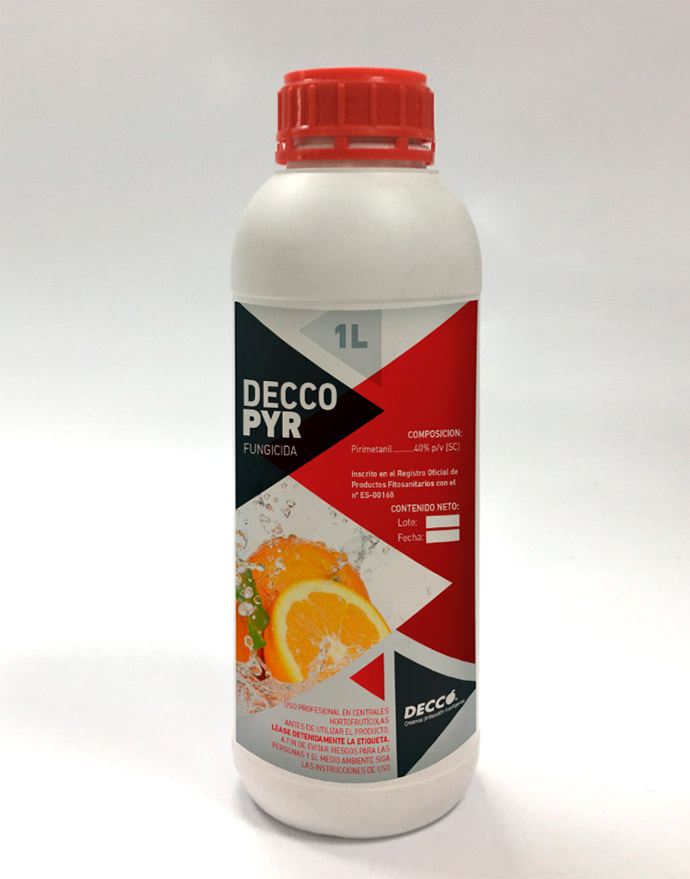 1L
DECCO
PYR
FUNGICIDA
COMPOSICION:
Pirimetanil.........40% p/v (SC)
Inscrito en el Registro Oficial de
Productos Fitosanitarios con el
nº ES-00168
CONTENIDO NETO:
Lote:
Fecha:
DECCO
USO PROFESIONAL EN CENTRALES
HORTOFRUTÍCOLAS
ANTES DE UTILIZAR EL PRODUCTO,
LÉASE DETENIDAMENTE LA ETIQUETA.
A FIN DE EVITAR RIESGOS PARA LAS
PERSONAS Y EL MEDIO AMBIENTE SIGA
LAS INSTRUCCIONES DE USO